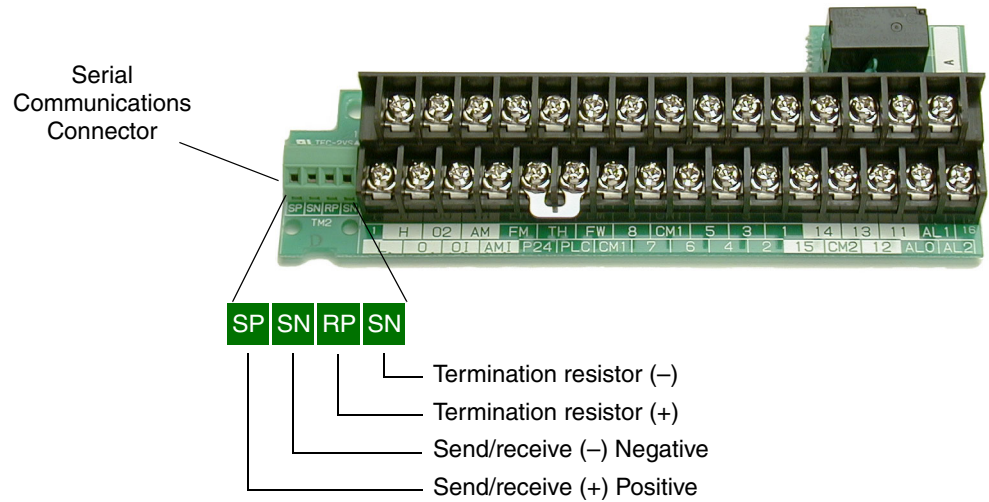 Serial
Communications
Connector
A
SP SN RP SN
TM2
H O2 AM FM TH FW 8 CM1 5 3 1 14 13 11 AL1 16
L O OI AMI P24 PLC CM1 7 6 4 2 15 CM2 12 AL0 AL2
SP SN RP SN
Termination resistor (–)
Termination resistor (+)
Send/receive (–) Negative
Send/receive (+) Positive